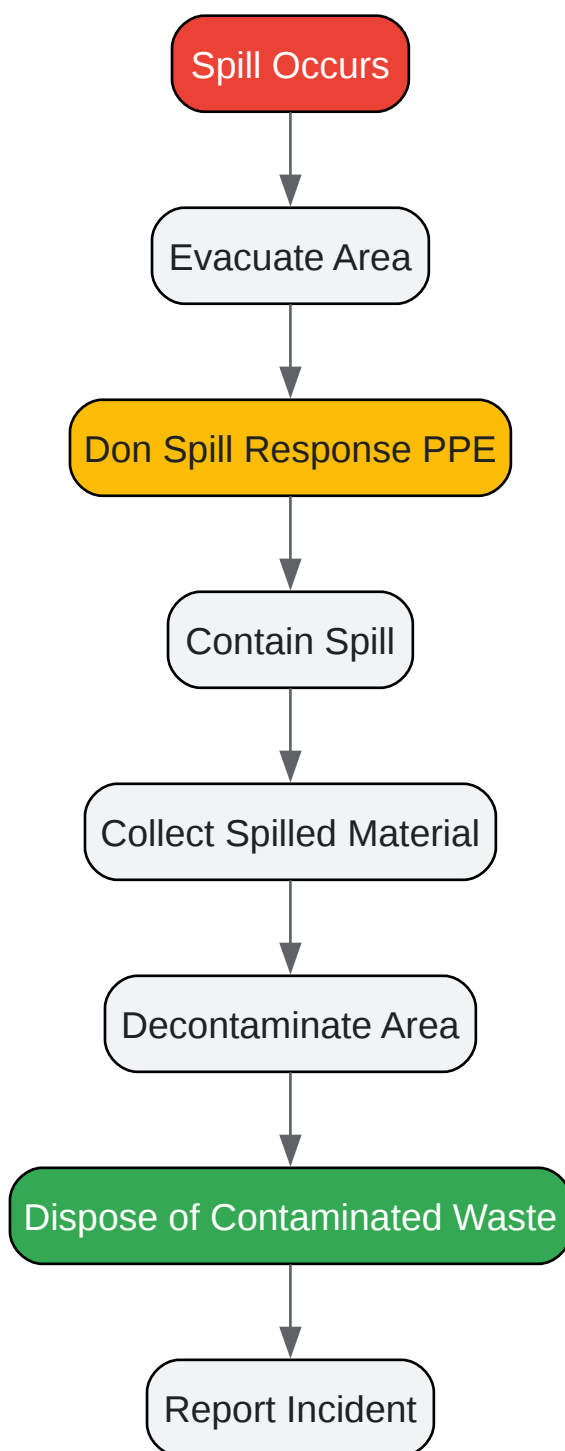 Spill Occurs
Evacuate Area
Don Spill Response PPE
Contain Spill
Collect Spilled Material
Decontaminate Area
Dispose of Contaminated Waste
Report Incident